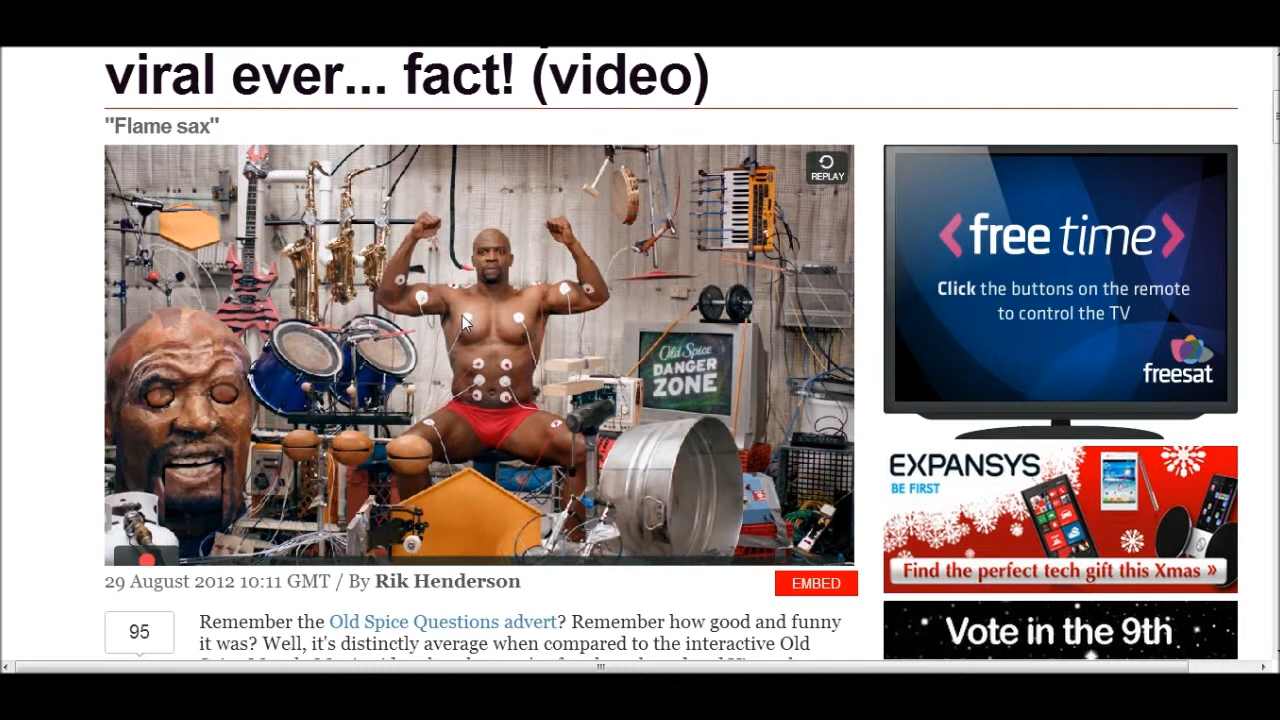 viral ever... fact! (video)
"Flame sax"
REPLAY
Old Spice
DANGER
ZONE
29 August 2012 10:11 GMT / By Rik Henderson
EMBED
95
Remember the Old Spice Questions advert? Remember how good and funny
it was? Well, it's distinctly average when compared to the interactive Old
<free time>
Click the buttons on the remote
to control the TV
freesat
EXPANSYS
BE FIRST
Find the perfect tech gift this Xmas »
Vote in the 9th